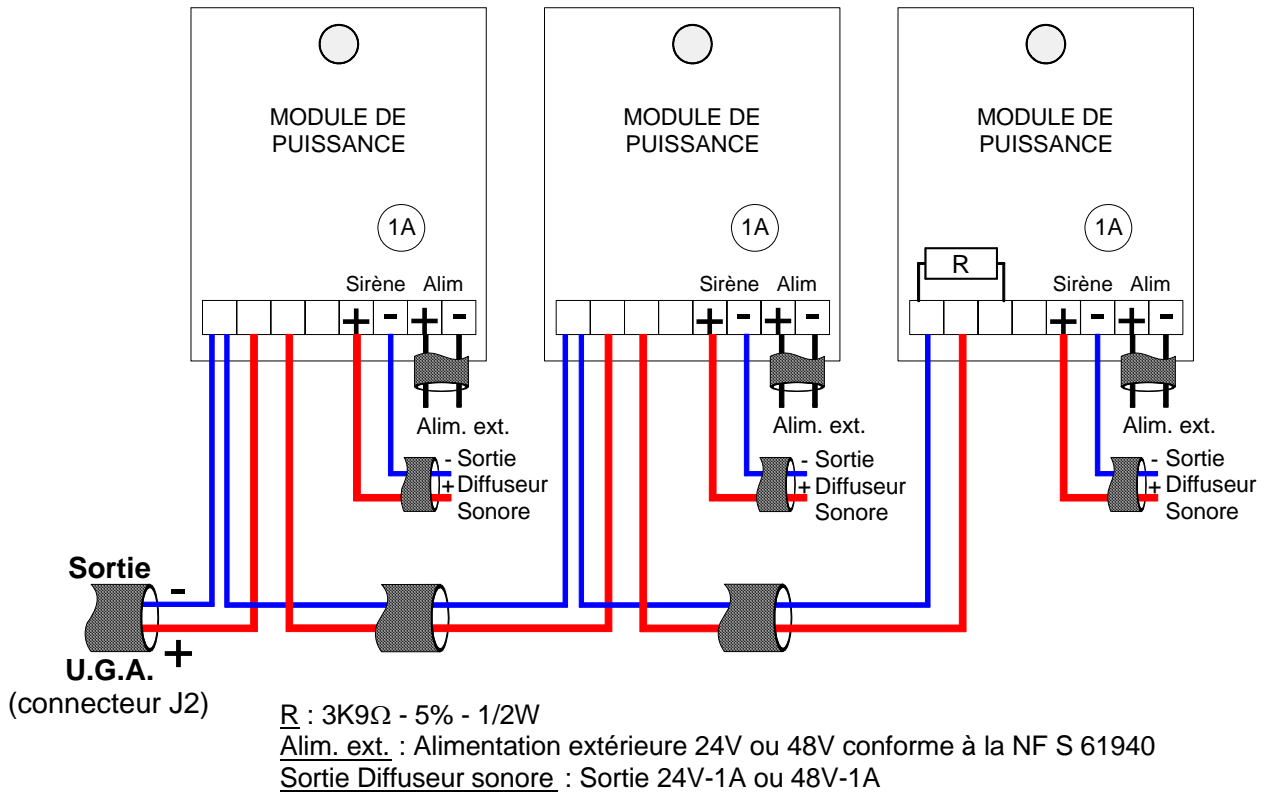 MODULE DE
PUISSANCE
1A
Sirène Alim
+ - + -
Alim. ext.
- Sortie
+ Diffuseur
Sonore
MODULE DE
PUISSANCE
1A
Sirène Alim
+ - + -
Alim. ext.
- Sortie
+ Diffuseur
Sonore
MODULE DE
PUISSANCE
1A
R
Sirène Alim
+ - + -
Alim. ext.
- Sortie
+ Diffuseur
Sonore
Sortie
-
+
U.G.A.
(connecteur J2)
R : 3K9Ω - 5% - 1/2W
Alim. ext. : Alimentation extérieure 24V ou 48V conforme à la NF S 61940
Sortie Diffuseur sonore : Sortie 24V-1A ou 48V-1A